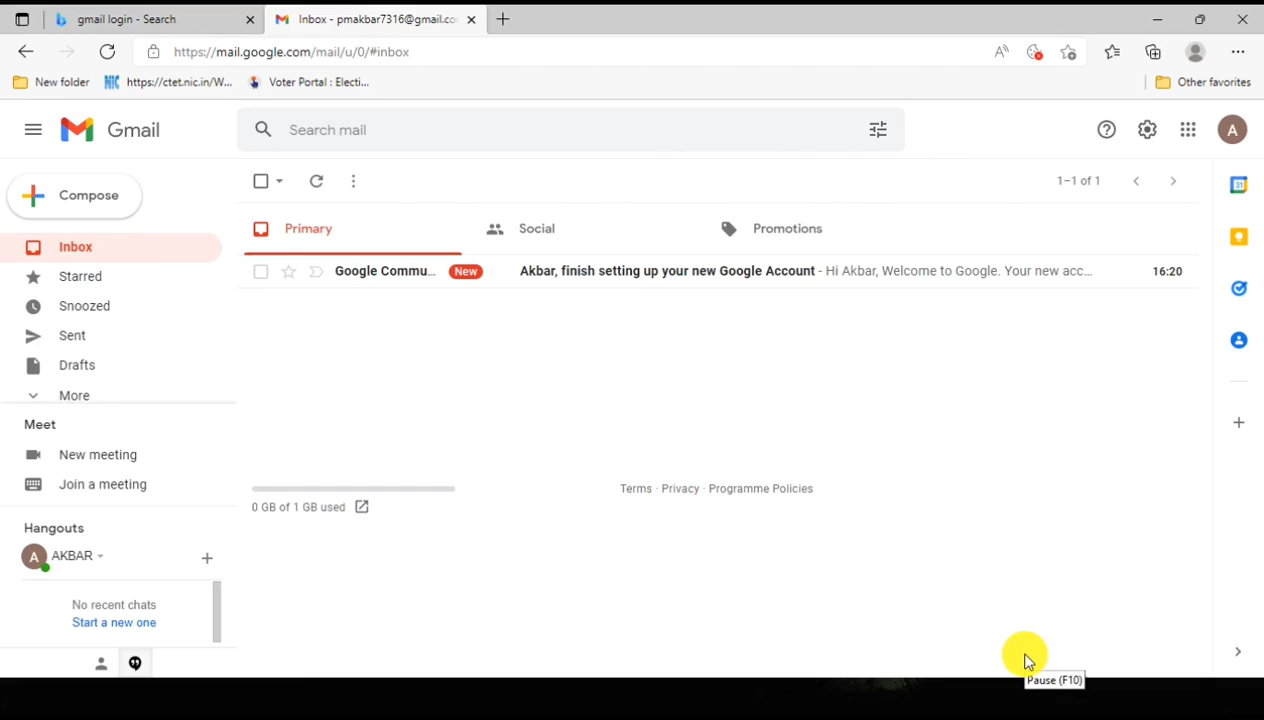 gmail login - Search
Inbox - pmakbar7316@gmail.co
https://mail.google.com/mail/u/0/#inbox
New folder
https://ctet.nic.in/W...
Voter Portal : Electi...
Other favorites
Gmail
Search mail
A
Compose
1–1 of 1
31
Inbox
Primary
Social
Promotions
Google Commu... New Akbar, finish setting up your new Google Account - Hi Akbar, Welcome to Google. Your new acc... 16:20
Starred
Snoozed
Sent
Drafts
More
Meet
New meeting
Join a meeting
Terms · Privacy · Programme Policies
0 GB of 1 GB used
Hangouts
A AKBAR
No recent chats
Start a new one
Pause (F10)